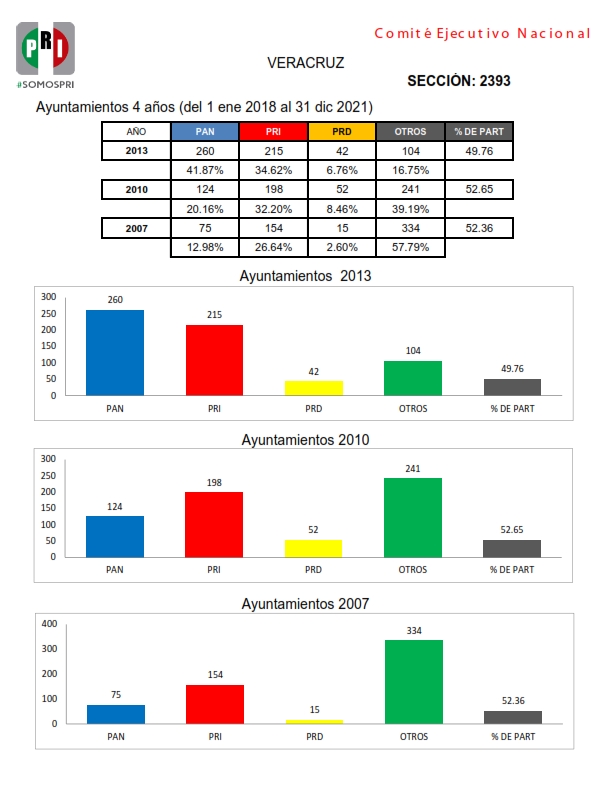 Comité Ejecutivo Nacional
PRI
#SOMOSPRI
VERACRUZ
SECCIÓN: 2393
Ayuntamientos 4 años (del 1 ene 2018 al 31 dic 2021)
AÑO PAN PRI PRD OTROS % DE PART
2013 260 215 42 104 49.76
41.87% 34.62% 6.76% 16.75%
2010 124 198 52 241 52.65
20.16% 32.20% 8.46% 39.19%
2007 75 154 15 334 52.36
12.98% 26.64% 2.60% 57.79%
Ayuntamientos 2013
300
250
200
150
100
50
0
260 215 42 104 49.76
PAN PRI PRD OTROS % DE PART
Ayuntamientos 2010
300
250
200
150
100
50
0
124 198 52 241 52.65
PAN PRI PRD OTROS % DE PART
Ayuntamientos 2007
400
300
200
100
0
75 154 15 334 52.36
PAN PRI PRD OTROS % DE PART